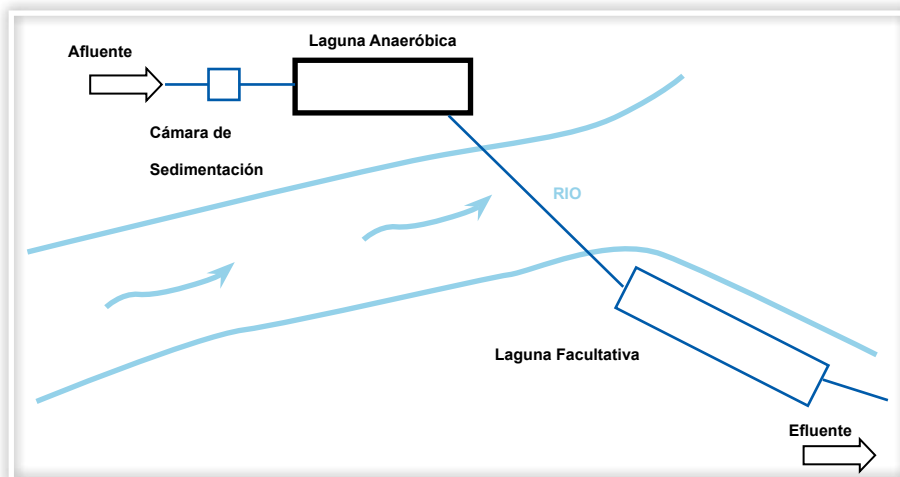 Laguna Anaeróbica
Afluente
Cámara de
Sedimentación
RIO
Laguna Facultativa
Efluente